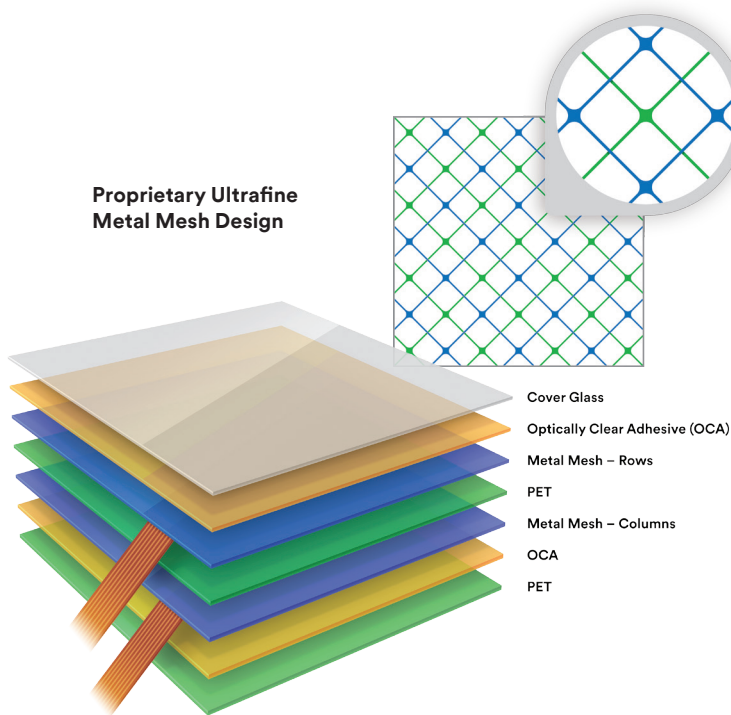 Proprietary Ultrafine
Metal Mesh Design
Cover Glass
Optically Clear Adhesive (OCA)
Metal Mesh – Rows
PET
Metal Mesh – Columns
OCA
PET